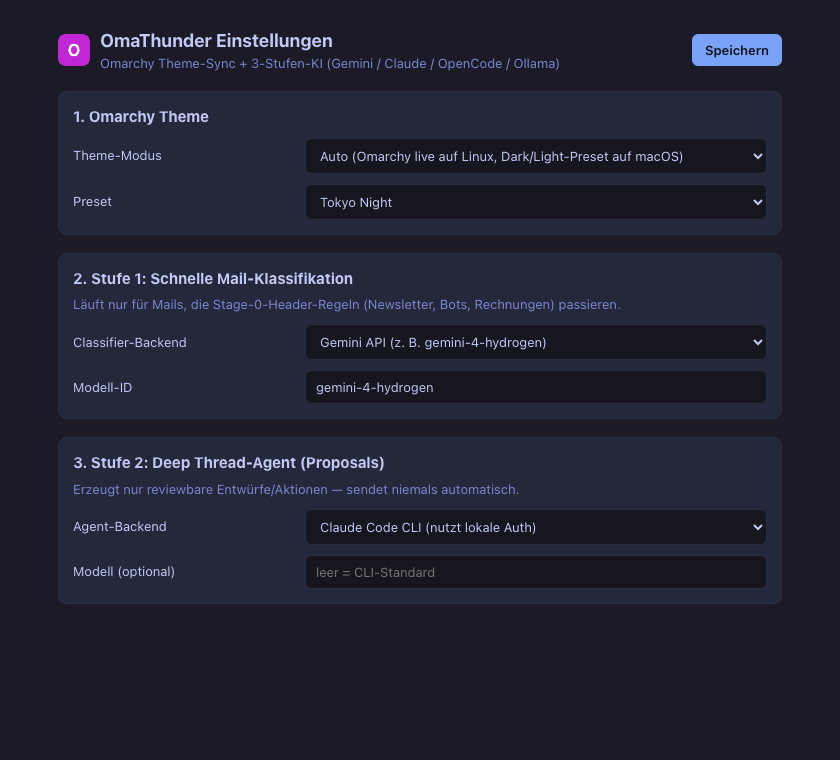 O
OmaThunder Einstellungen
Omarchy Theme-Sync + 3-Stufen-KI (Gemini / Claude / OpenCode / Ollama)
Speichern
1. Omarchy Theme
Theme-Modus
Auto (Omarchy live auf Linux, Dark/Light-Preset auf macOS)
Preset
Tokyo Night
2. Stufe 1: Schnelle Mail-Klassifikation
Läuft nur für Mails, die Stage-0-Header-Regeln (Newsletter, Bots, Rechnungen) passieren.
Classifier-Backend
Gemini API (z. B. gemini-4-hydrogen)
Modell-ID
gemini-4-hydrogen
3. Stufe 2: Deep Thread-Agent (Proposals)
Erzeugt nur reviewbare Entwürfe/Aktionen — sendet niemals automatisch.
Agent-Backend
Claude Code CLI (nutzt lokale Auth)
Modell (optional)
leer = CLI-Standard